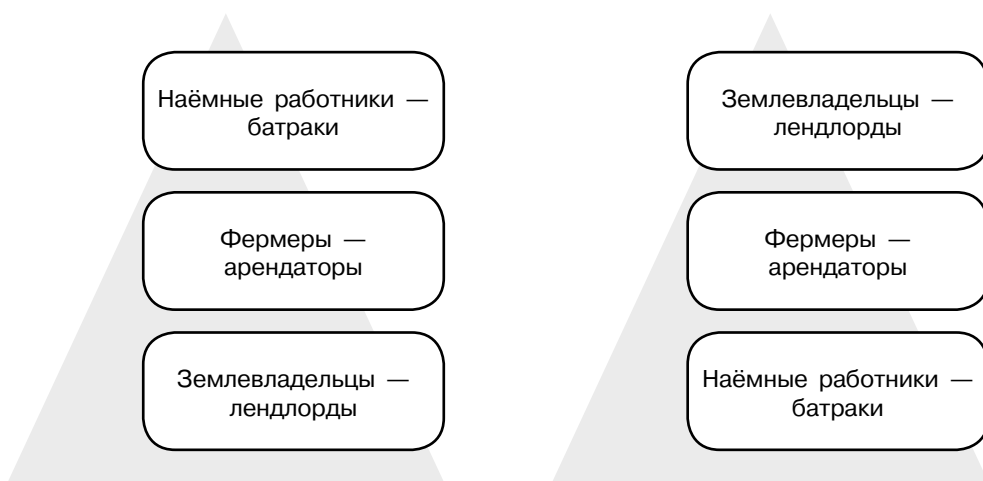 Наёмные работники —
батраки
Фермеры —
арендаторы
Землевладельцы —
лендлорды
Землевладельцы —
лендлорды
Фермеры —
арендаторы
Наёмные работники —
батраки